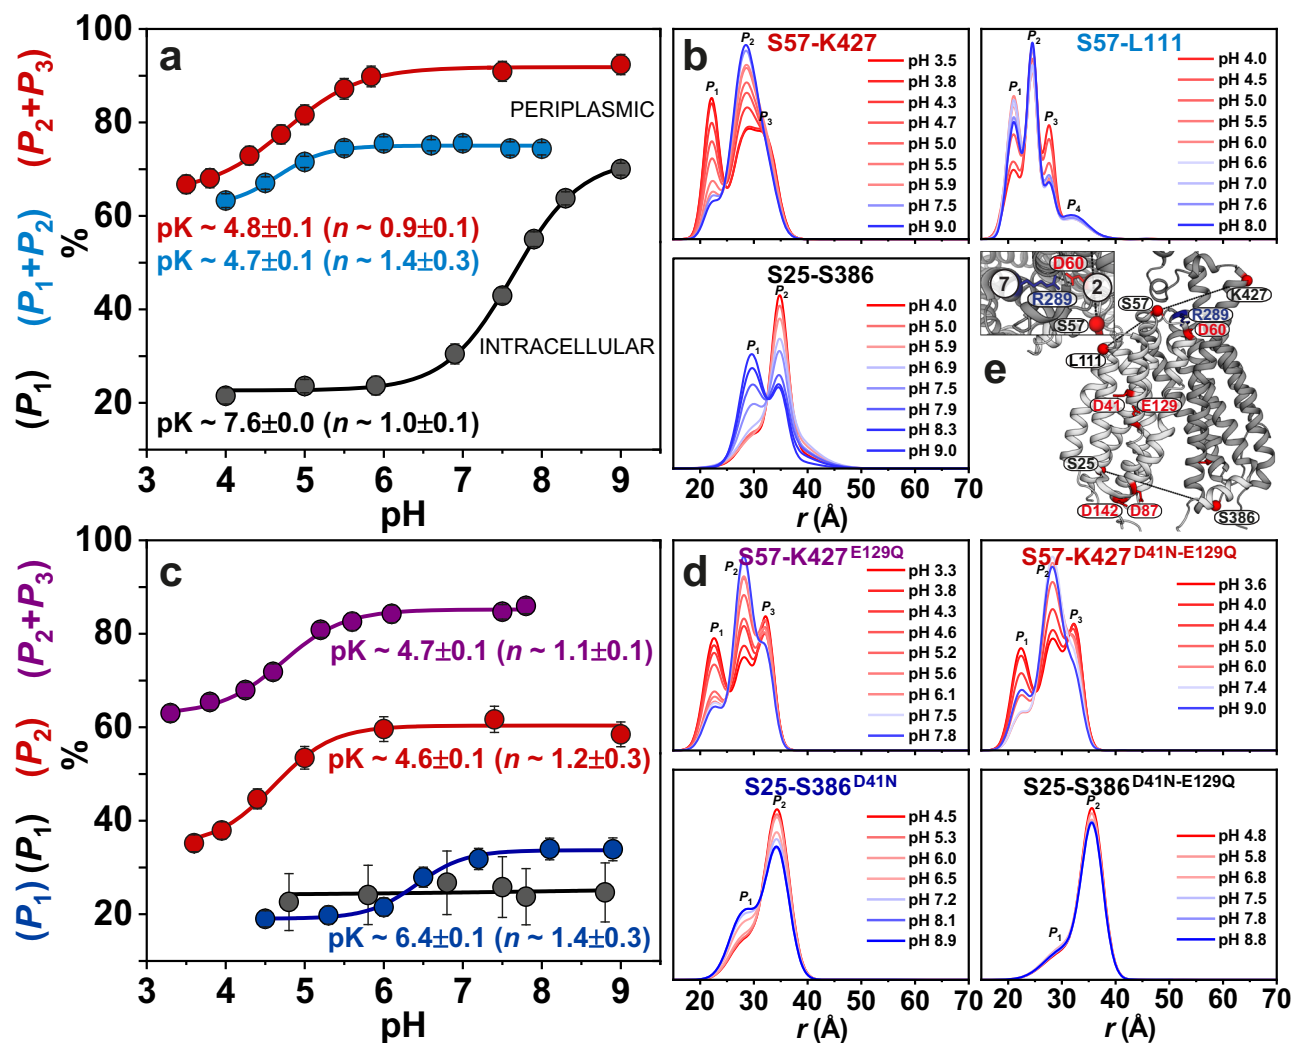 a
100
80
60
40
20
(P2+P3)
(P1+P2)
%
(P1)
PERIPLASMIC
pK ~ 4.8±0.1 (n ~ 0.9±0.1)
pK ~ 4.7±0.1 (n ~ 1.4±0.3)
INTRACELLULAR
pK ~ 7.6±0.0 (n ~ 1.0±0.1)
3 4 5 6 7 8 9
pH
b
S57-K427
P1
P2
P3
pH 3.5
pH 3.8
pH 4.3
pH 4.7
pH 5.0
pH 5.5
pH 5.9
pH 7.5
pH 9.0
S57-L111
P1
P2
P3
P4
pH 4.0
pH 4.5
pH 5.0
pH 5.5
pH 6.0
pH 6.6
pH 7.0
pH 7.6
pH 8.0
S25-S386
P1
P2
pH 4.0
pH 5.0
pH 5.9
pH 6.9
pH 7.5
pH 7.9
pH 8.3
pH 9.0
20 30 40 50 60 70
r (Å)
7
D60
2
R289
S57
S57
K427
R289
D60
L111
e
D41
E129
S25
D142
D87
S386
c
100
80
60
40
20
(P2+P3)
(P2)
%
(P1) (P1)
pK ~ 4.7±0.1 (n ~ 1.1±0.1)
pK ~ 4.6±0.1 (n ~ 1.2±0.3)
pK ~ 6.4±0.1 (n ~ 1.4±0.3)
3 4 5 6 7 8 9
pH
d
S57-K427E129Q
P1
P2
P3
pH 3.3
pH 3.8
pH 4.3
pH 4.6
pH 5.2
pH 5.6
pH 6.1
pH 7.5
pH 7.8
S57-K427D41N-E129Q
P1
P2
P3
pH 3.6
pH 4.0
pH 4.4
pH 5.0
pH 6.0
pH 7.4
pH 9.0
S25-S386D41N
P1
P2
pH 4.5
pH 5.3
pH 6.0
pH 6.5
pH 7.2
pH 8.1
pH 8.9
20 30 40 50 60 70
r (Å)
S25-S386D41N-E129Q
P1
P2
pH 4.8
pH 5.8
pH 6.8
pH 7.5
pH 7.8
pH 8.8
20 30 40 50 60 70
r (Å)